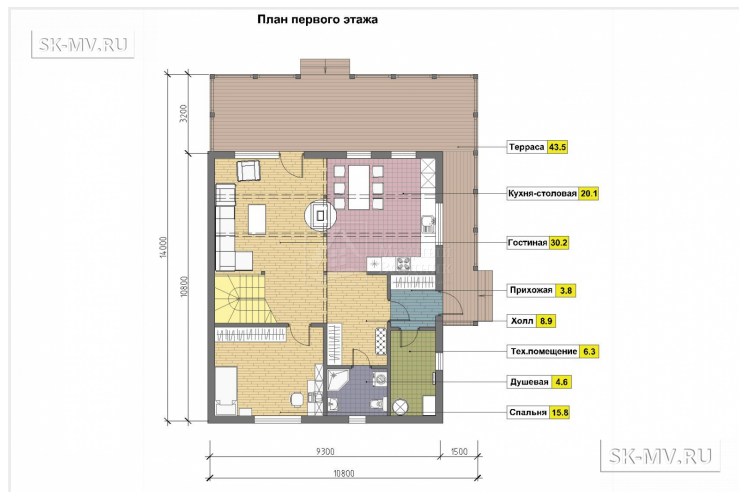 План первого этажа
SK-MV.RU
3200
14000
10800
Терраса 43.5
Кухня-столовая 20.1
Гостиная 30.2
Прихожая 3.8
Холл 8.9
Тех.помещение 6.3
Душевая 4.6
Спальня 15.8
9300 1500
10800
SK-MV.RU